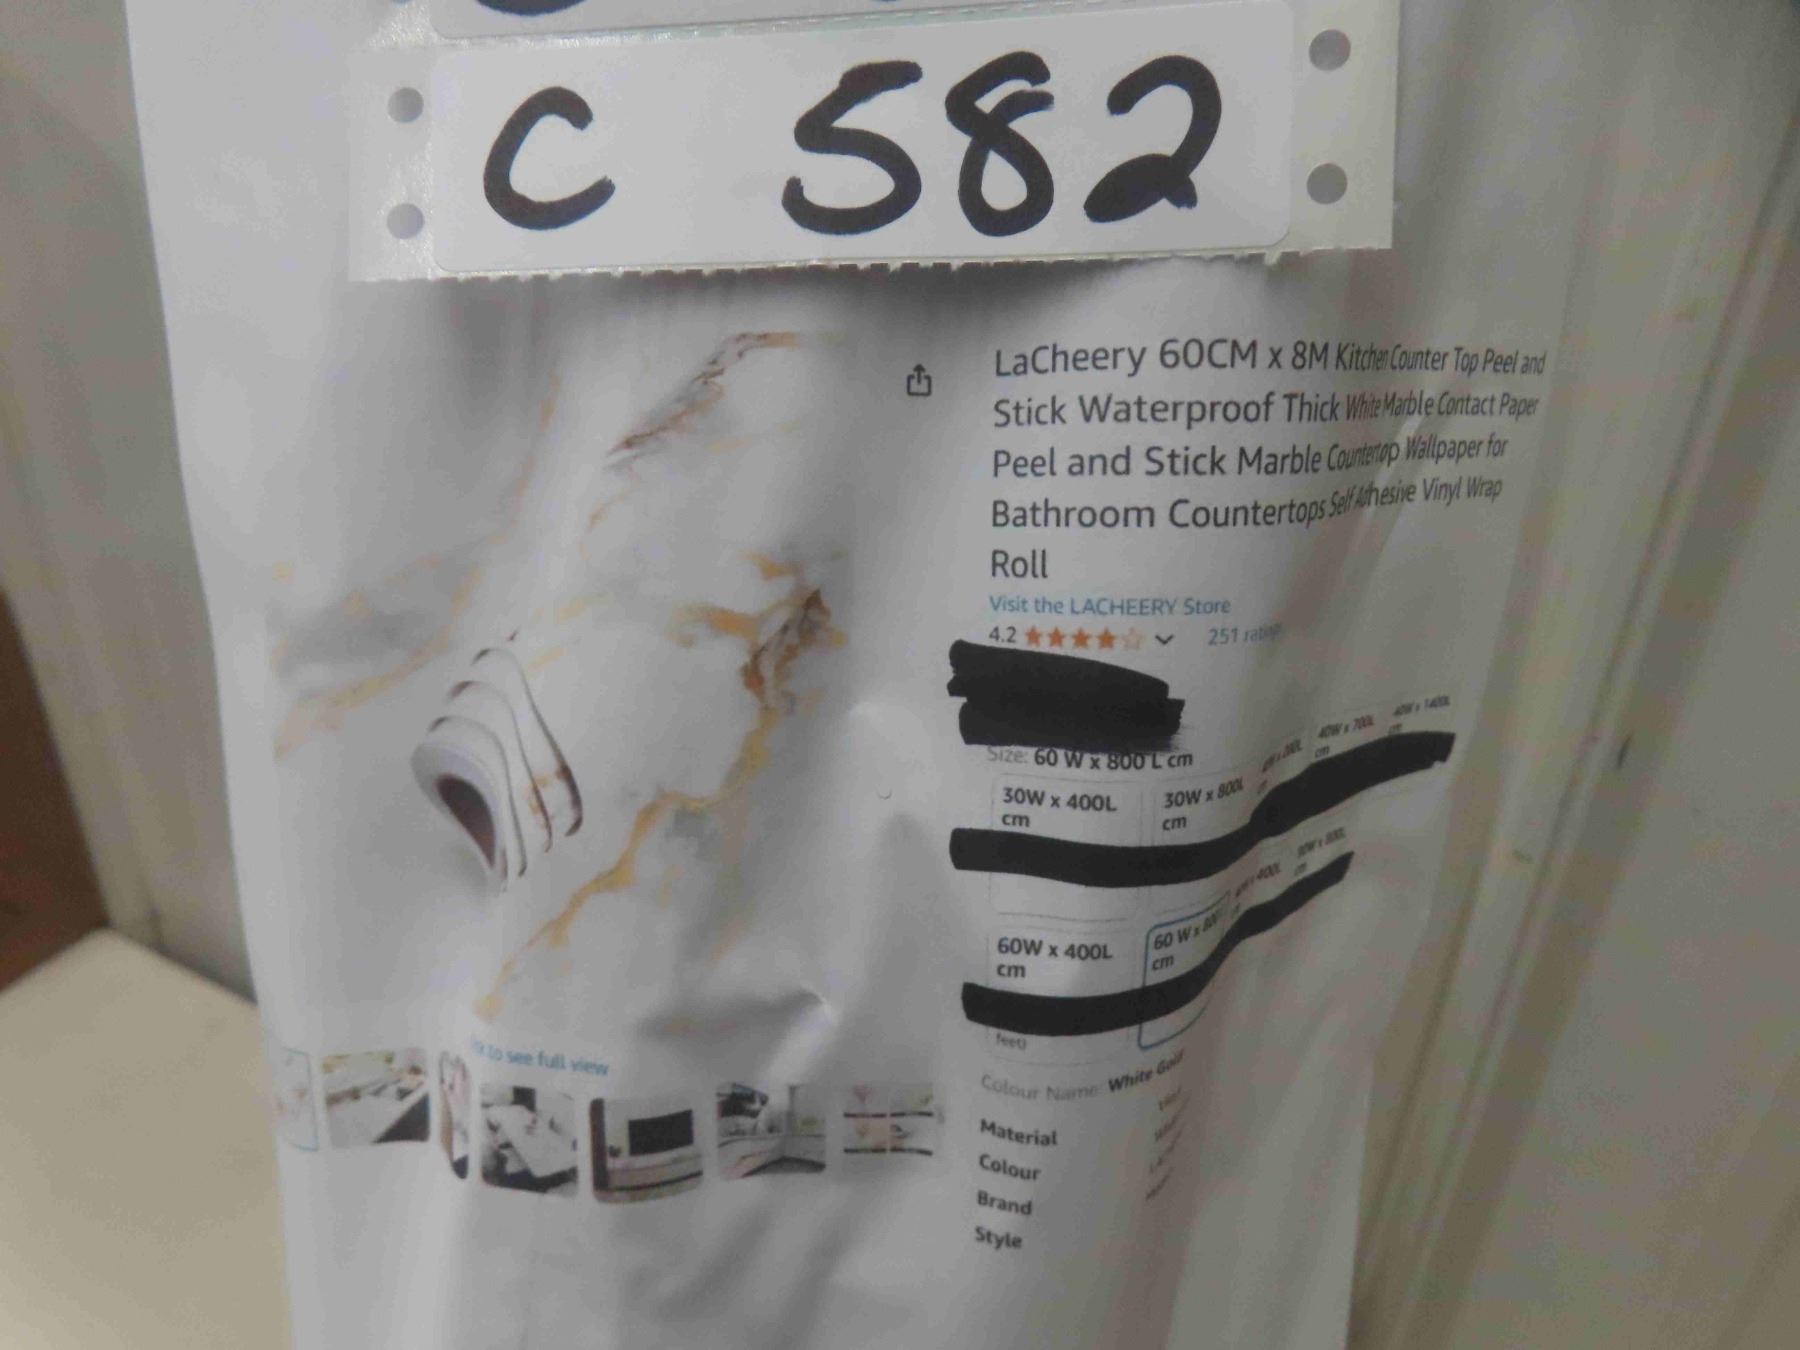 C 582
LaCheery 60CM x 8M Kitchen Counter Top Peel and
Stick Waterproof Thick White Marble Contact Paper
Peel and Stick Marble Countertop Wallpaper for
Bathroom Countertops Self Adhesive Vinyl Wrap
Roll
Visit the LACHEERY Store
4.2 251 ratings
Size: 60 W x 800 L cm
30W x 400L cm
30W x 800L cm
40W x 700L cm
40W x 1400L cm
60W x 400L cm
60 W x 800 cm
feet)
to see full view
Colour Name: White Gold
Material
Colour
Brand
Style